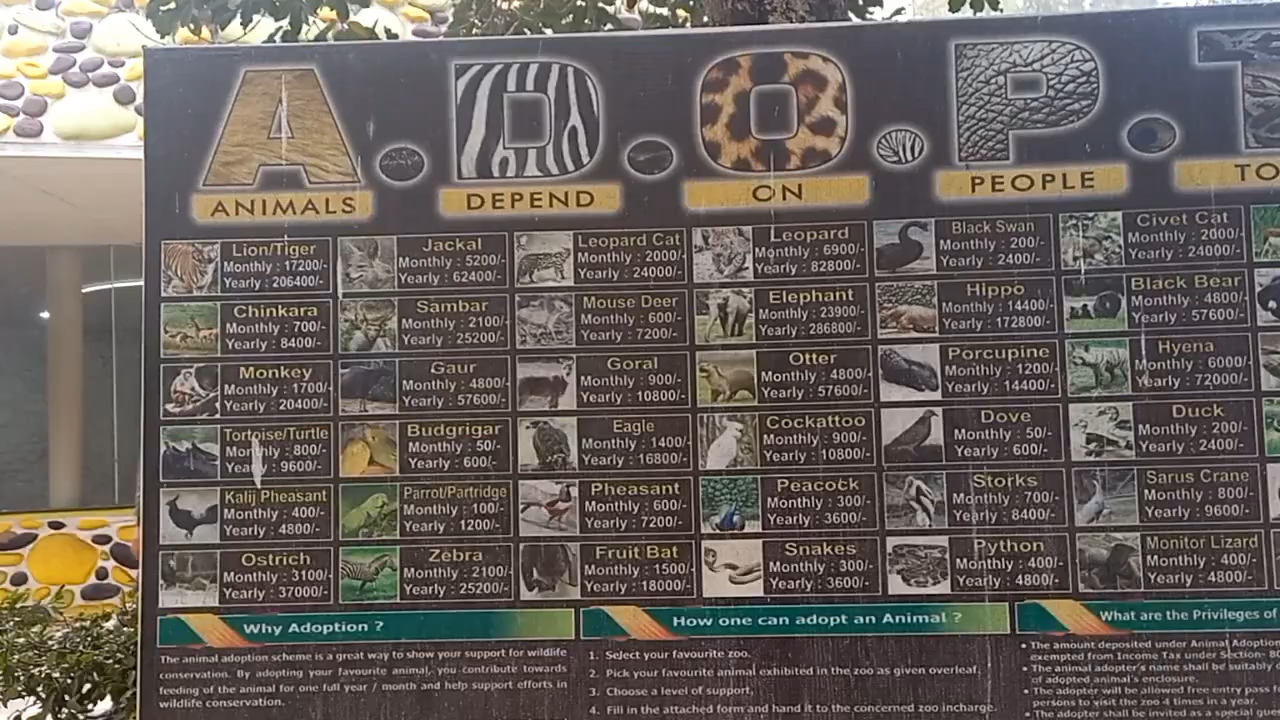 A.D.O.P.T
ANIMALS DEPEND ON PEOPLE TO
Lion/Tiger
Monthly : 17200/-
Yearly : 206400/-
Jackal
Monthly : 5200/-
Yearly : 62400/-
Leopard Cat
Monthly : 2000/-
Yearly : 24000/-
Leopard
Monthly : 6900/-
Yearly : 82800/-
Black Swan
Monthly : 200/-
Yearly : 2400/-
Civet Cat
Monthly : 2000/-
Yearly : 24000/-
Chinkara
Monthly : 700/-
Yearly : 8400/-
Sambar
Monthly : 2100/-
Yearly : 25200/-
Mouse Deer
Monthly : 600/-
Yearly : 7200/-
Elephant
Monthly : 23900/-
Yearly : 286800/-
Hippo
Monthly : 14400/-
Yearly : 172800/-
Black Bear
Monthly : 4800/-
Yearly : 57600/-
Monkey
Monthly : 1700/-
Yearly : 20400/-
Gaur
Monthly : 4800/-
Yearly : 57600/-
Goral
Monthly : 900/-
Yearly : 10800/-
Otter
Monthly : 4800/-
Yearly : 57600/-
Porcupine
Monthly : 1200/-
Yearly : 14400/-
Hyena
Monthly : 6000/-
Yearly : 72000/-
Tortoise/Turtle
Monthly : 800/-
Yearly : 9600/-
Budgrigar
Monthly : 50/-
Yearly : 600/-
Eagle
Monthly : 1400/-
Yearly : 16800/-
Cockattoo
Monthly : 900/-
Yearly : 10800/-
Dove
Monthly : 50/-
Yearly : 600/-
Duck
Monthly : 200/-
Yearly : 2400/-
Kalij Pheasant
Monthly : 400/-
Yearly : 4800/-
Parrot/Partridge
Monthly : 100/-
Yearly : 1200/-
Pheasant
Monthly : 600/-
Yearly : 7200/-
Peacock
Monthly : 300/-
Yearly : 3600/-
Storks
Monthly : 700/-
Yearly : 8400/-
Sarus Crane
Monthly : 800/-
Yearly : 9600/-
Ostrich
Monthly : 3100/-
Yearly : 37000/-
Zebra
Monthly : 2100/-
Yearly : 25200/-
Fruit Bat
Monthly : 1500/-
Yearly : 18000/-
Snakes
Monthly : 300/-
Yearly : 3600/-
Python
Monthly : 400/-
Yearly : 4800/-
Monitor Lizard
Monthly : 400/-
Yearly : 4800/-
Why Adoption ?
The animal adoption scheme is a great way to show your support for wildlife
conservation. By adopting your favourite animal, you contribute towards
feeding of the animal for one full year / month and help support efforts in
wildlife conservation.
How one can adopt an Animal ?
1. Select your favourite zoo.
2. Pick your favourite animal exhibited in the zoo as given overleaf.
3. Choose a level of support.
4. Fill in the attached form and hand it to the concerned zoo incharge.
What are the Privileges of
• The amount deposited under Animal Adoption
exempted from Income Tax under Section- 80
• The animal adopter's name shall be suitably
of adopted animal's enclosure.
• The adopter will be allowed free entry pass
persons to visit the zoo 4 times in a year.
• The adopter shall be invited as a special